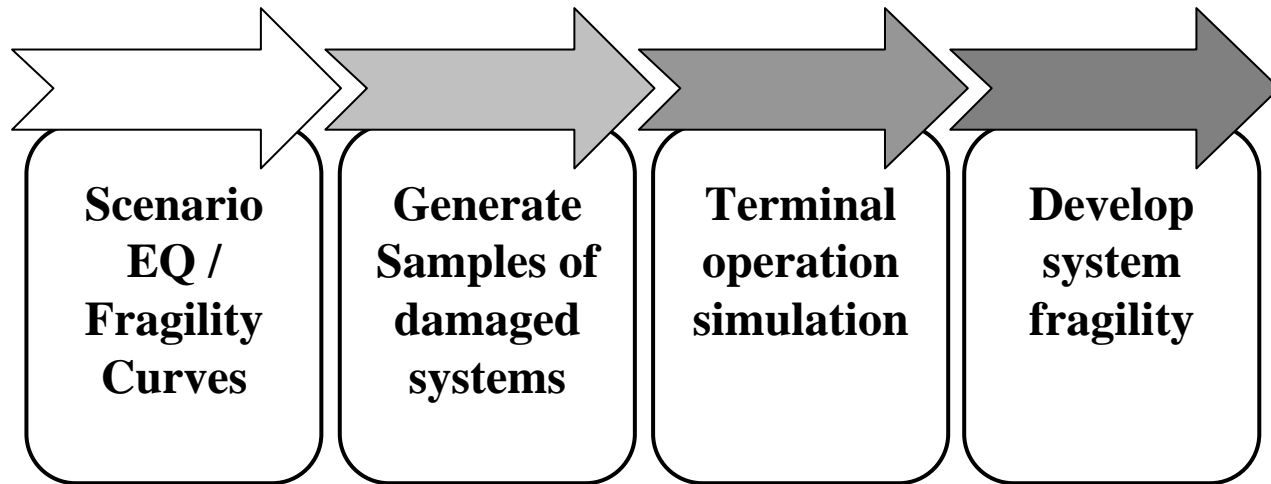 Scenario
EQ /
Fragility
Curves
Generate
Samples of
damaged
systems
Terminal
operation
simulation
Develop
system
fragility